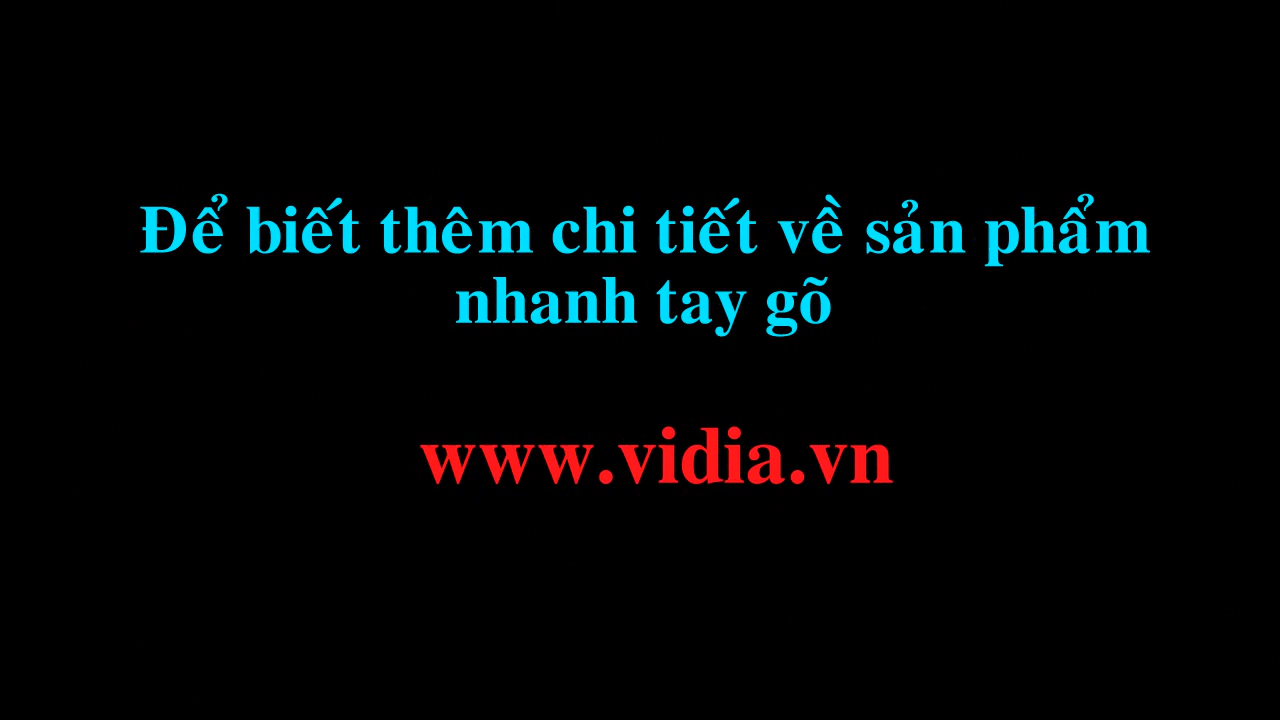 Để biết thêm chi tiết về sản phẩm
nhanh tay gõ
www.vidia.vn